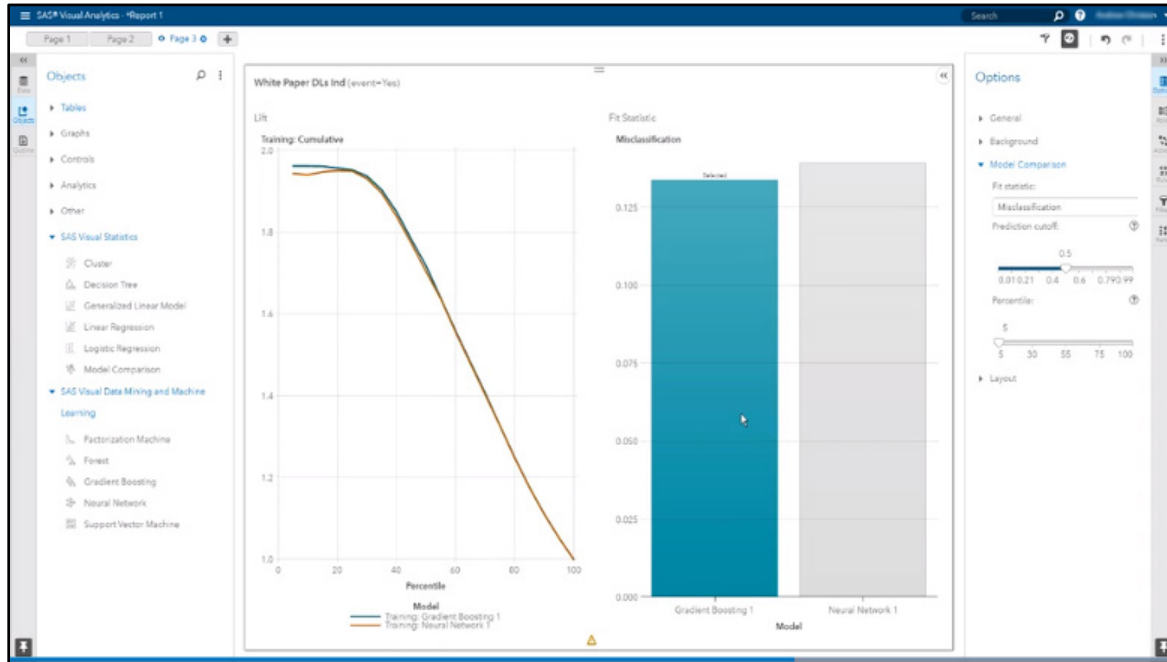 SAS® Visual Analytics - *Report 1
Search
Page 1
Page 2
Page 3
Objects
Tables
Graphs
Controls
Analytics
Other
SAS Visual Statistics
Cluster
Decision Tree
Generalized Linear Model
Linear Regression
Logistic Regression
Model Comparison
SAS Visual Data Mining and Machine
Learning
Factorization Machine
Forest
Gradient Boosting
Neural Network
Support Vector Machine
White Paper DLs Ind (event=Yes)
Lift
Training: Cumulative
2.0
1.8
1.6
1.4
1.2
1.0
0 20 40 60 80 100
Percentile
Model
Training: Gradient Boosting 1
Training: Neural Network 1
Fit Statistic
Misclassification
Selected
0.125
0.100
0.075
0.050
0.025
0.000
Gradient Boosting 1 Neural Network 1
Model
Options
General
Background
Model Comparison
Fit statistic:
Misclassification
Prediction cutoff:
0.5
0.01 0.21 0.4 0.6 0.79 0.99
Percentile:
5
5 30 55 75 100
Layout